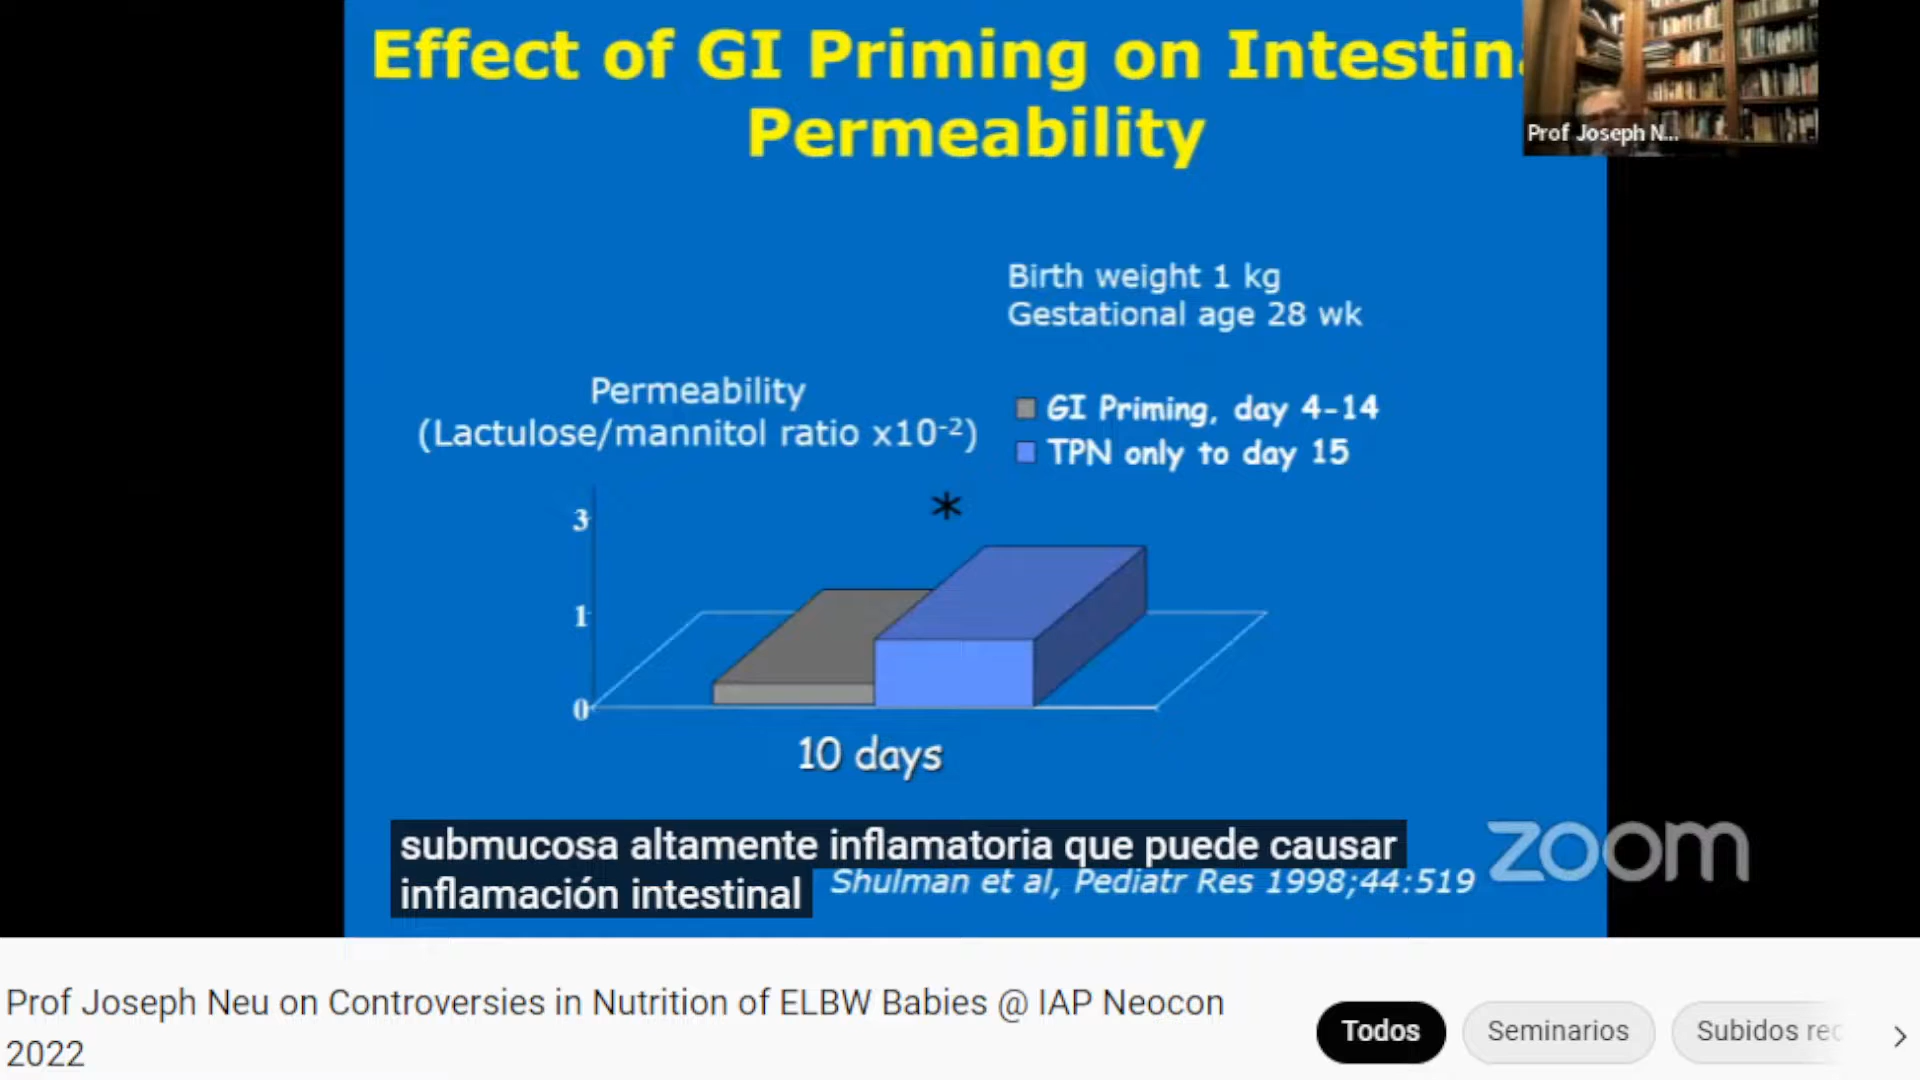 Effect of GI Priming on Intestin
Permeability
Prof Joseph N...
Birth weight 1 kg
Gestational age 28 wk
Permeability
(Lactulose/mannitol ratio x10-2)
GI Priming, day 4-14
TPN only to day 15
*
3
1
0
10 days
submucosa altamente inflamatoria que puede causar
inflamación intestinal
Shulman et al, Pediatr Res 1998;44:519
zoom
Prof Joseph Neu on Controversies in Nutrition of ELBW Babies @ IAP Neocon
2022
Todos
Seminarios
Subidos rec